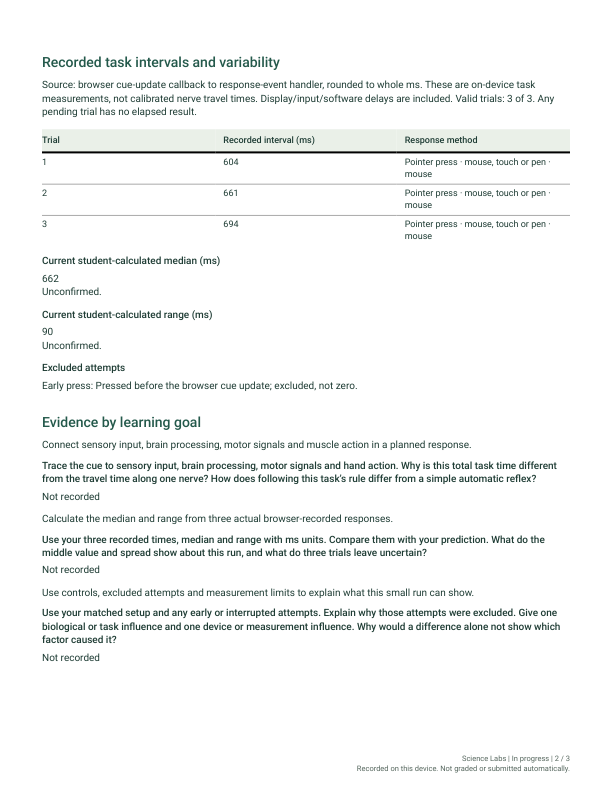 Recorded task intervals and variability
Source: browser cue-update callback to response-event handler, rounded to whole ms. These are on-device task
measurements, not calibrated nerve travel times. Display/input/software delays are included. Valid trials: 3 of 3. Any
pending trial has no elapsed result.
Trial Recorded interval (ms) Response method
1 604 Pointer press · mouse, touch or pen ·
mouse
2 661 Pointer press · mouse, touch or pen ·
mouse
3 694 Pointer press · mouse, touch or pen ·
mouse
Current student-calculated median (ms)
662
Unconfirmed.
Current student-calculated range (ms)
90
Unconfirmed.
Excluded attempts
Early press: Pressed before the browser cue update; excluded, not zero.
Evidence by learning goal
Connect sensory input, brain processing, motor signals and muscle action in a planned response.
Trace the cue to sensory input, brain processing, motor signals and hand action. Why is this total task time different
from the travel time along one nerve? How does following this task's rule differ from a simple automatic reflex?
Not recorded
Calculate the median and range from three actual browser-recorded responses.
Use your three recorded times, median and range with ms units. Compare them with your prediction. What do the
middle value and spread show about this run, and what do three trials leave uncertain?
Not recorded
Use controls, excluded attempts and measurement limits to explain what this small run can show.
Use your matched setup and any early or interrupted attempts. Explain why those attempts were excluded. Give one
biological or task influence and one device or measurement influence. Why would a difference alone not show which
factor caused it?
Not recorded
Science Labs | In progress | 2 / 3
Recorded on this device. Not graded or submitted automatically.